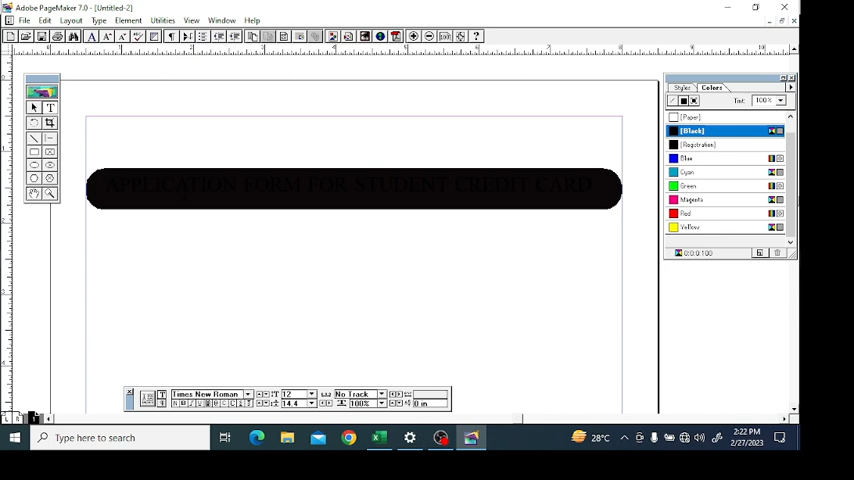 Adobe PageMaker 7.0 - [Untitled-2]
File Edit Layout Type Element Utilities View Window Help
Styles Colors
Tint: 100%
[Paper]
[Black]
[Registration]
Blue
Cyan
Green
Magenta
Red
Yellow
0:0:0:100
APPLICATION FORM FOR STUDENT CREDIT CARD
Times New Roman 12 No Track
14.4 100% 0 in
Type here to search
28°C
2:22 PM
2/27/2023